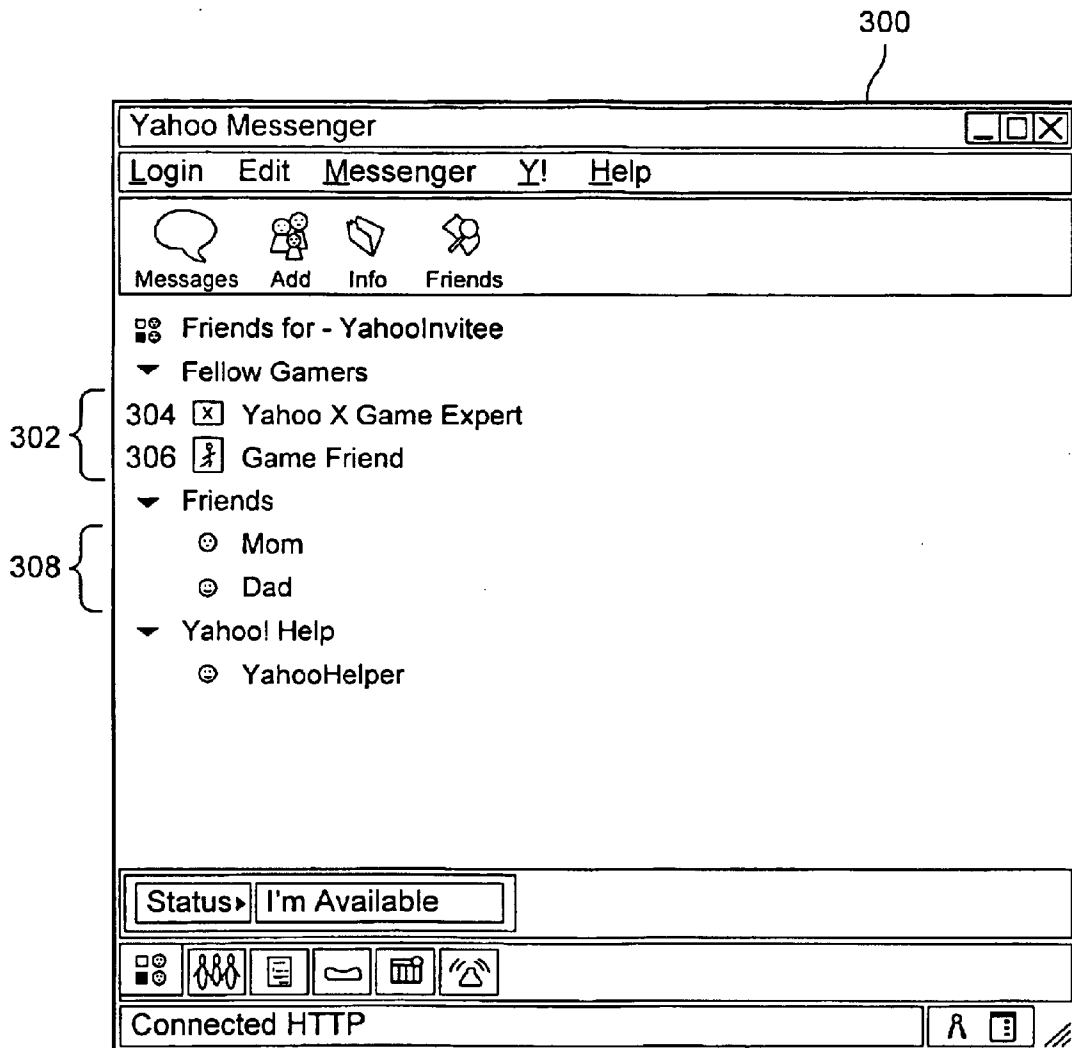 300
Yahoo Messenger
Login Edit Messenger Y! Help
Messages Add Info Friends
Friends for - YahooInvitee
Fellow Gamers
302
304 X Yahoo X Game Expert
306 Game Friend
Friends
308
Mom
Dad
Yahoo! Help
YahooHelper
Status I'm Available
Connected HTTP